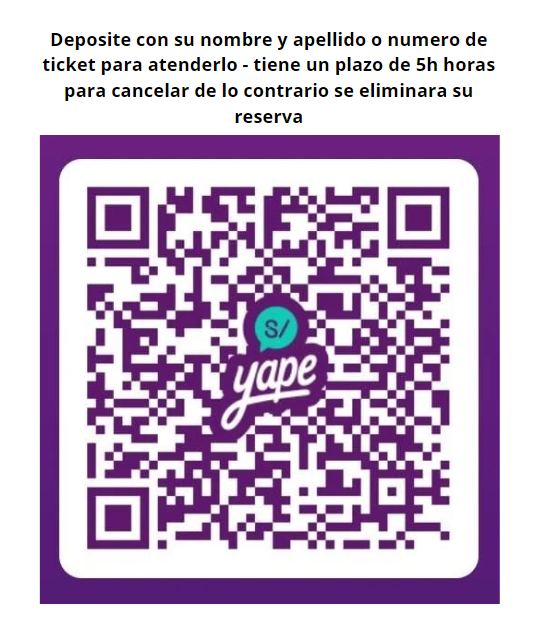 Deposite con su nombre y apellido o numero de
ticket para atenderlo - tiene un plazo de 5h horas
para cancelar de lo contrario se eliminara su
reserva
S/
yape